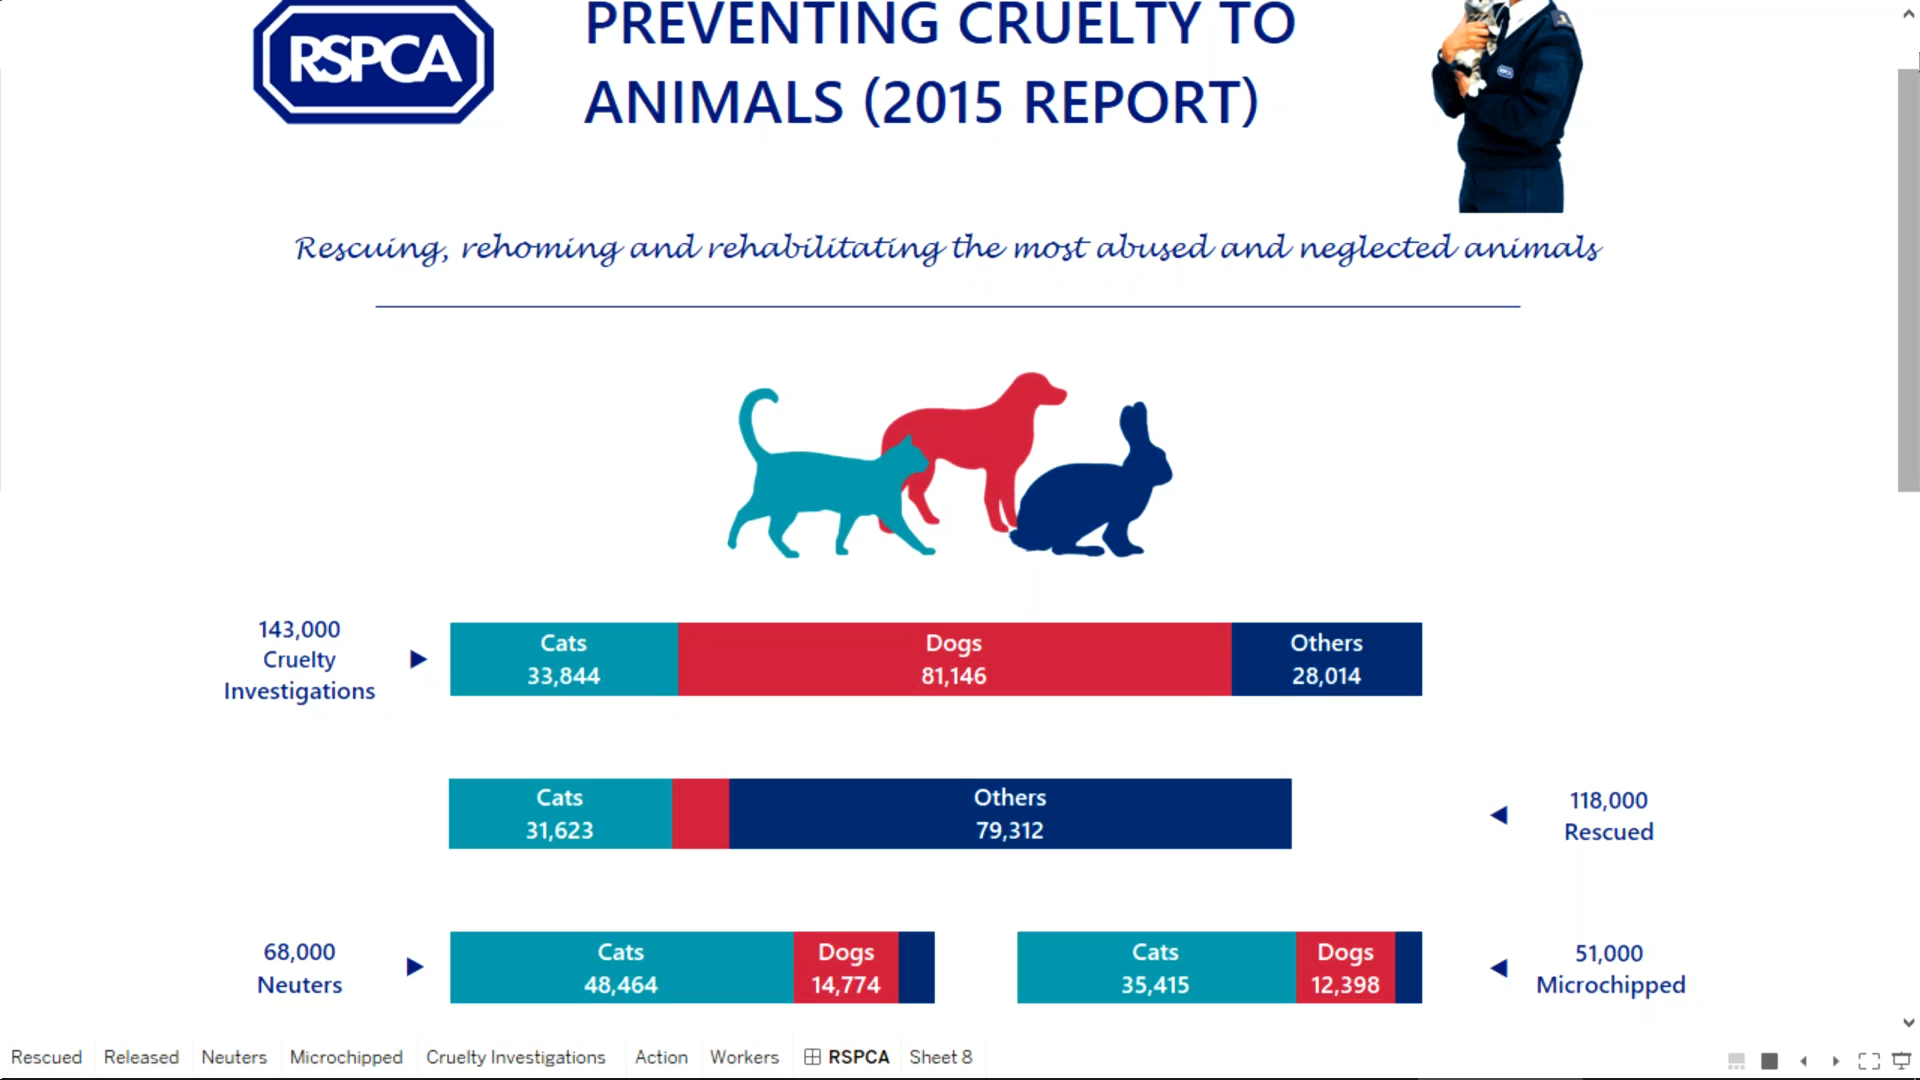 RSPCA
PREVENTING CRUELTY TO
ANIMALS (2015 REPORT)
RSPCA
Rescuing, rehoming and rehabilitating the most abused and neglected animals
143,000
Cruelty
Investigations
Cats
33,844
Dogs
81,146
Others
28,014
Cats
31,623
Others
79,312
118,000
Rescued
68,000
Neuters
Cats
48,464
Dogs
14,774
Cats
35,415
Dogs
12,398
51,000
Microchipped
Rescued Released Neuters Microchipped Cruelty Investigations Action Workers RSPCA Sheet 8